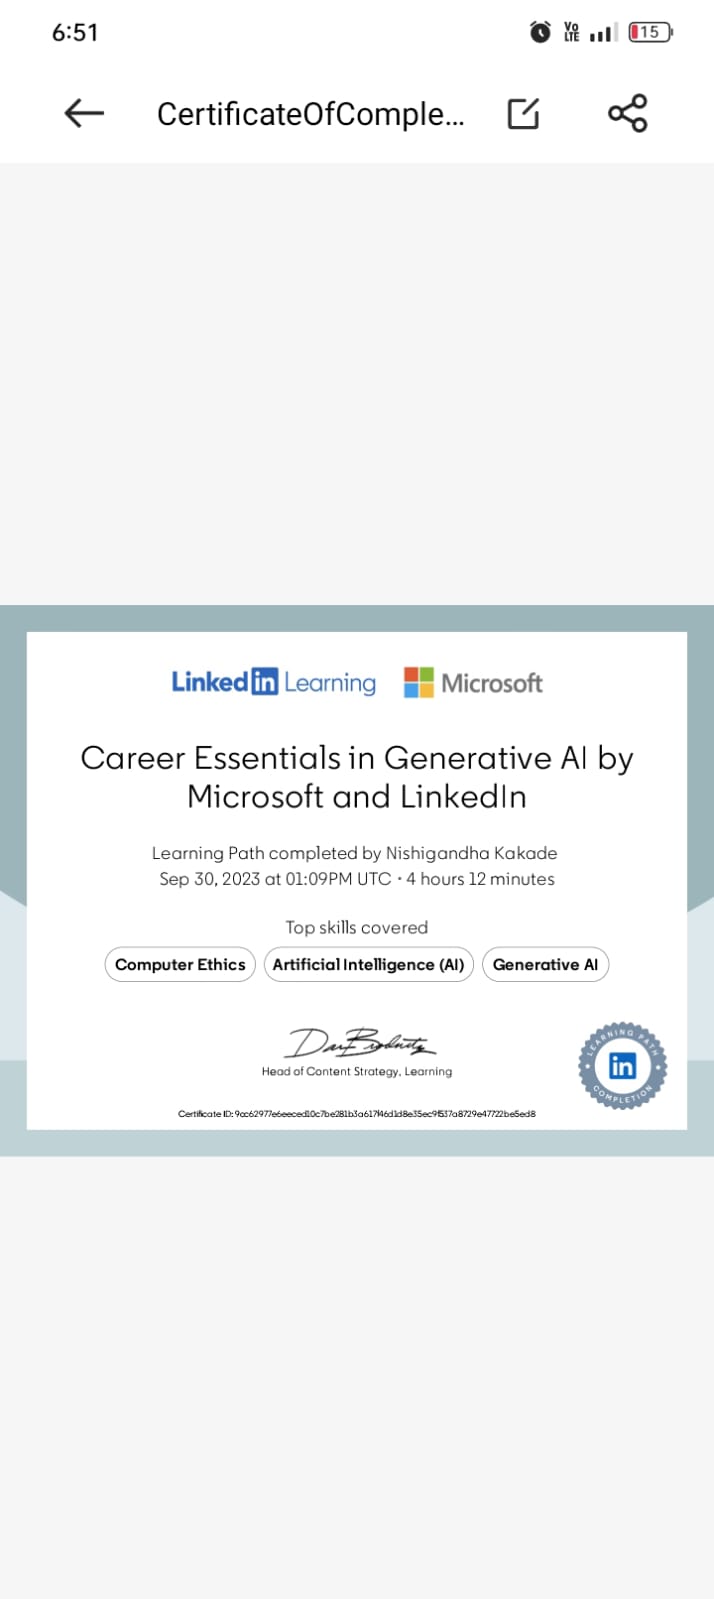 6:51
Vo
LTE
15
CertificateOfComple...
Linked in Learning
Microsoft
Career Essentials in Generative AI by
Microsoft and LinkedIn
Learning Path completed by Nishigandha Kakade
Sep 30, 2023 at 01:09PM UTC • 4 hours 12 minutes
Top skills covered
Computer Ethics
Artificial Intelligence (AI)
Generative AI
Head of Content Strategy, Learning
LEARNING PATH
in
COMPLETION
Certificate ID: